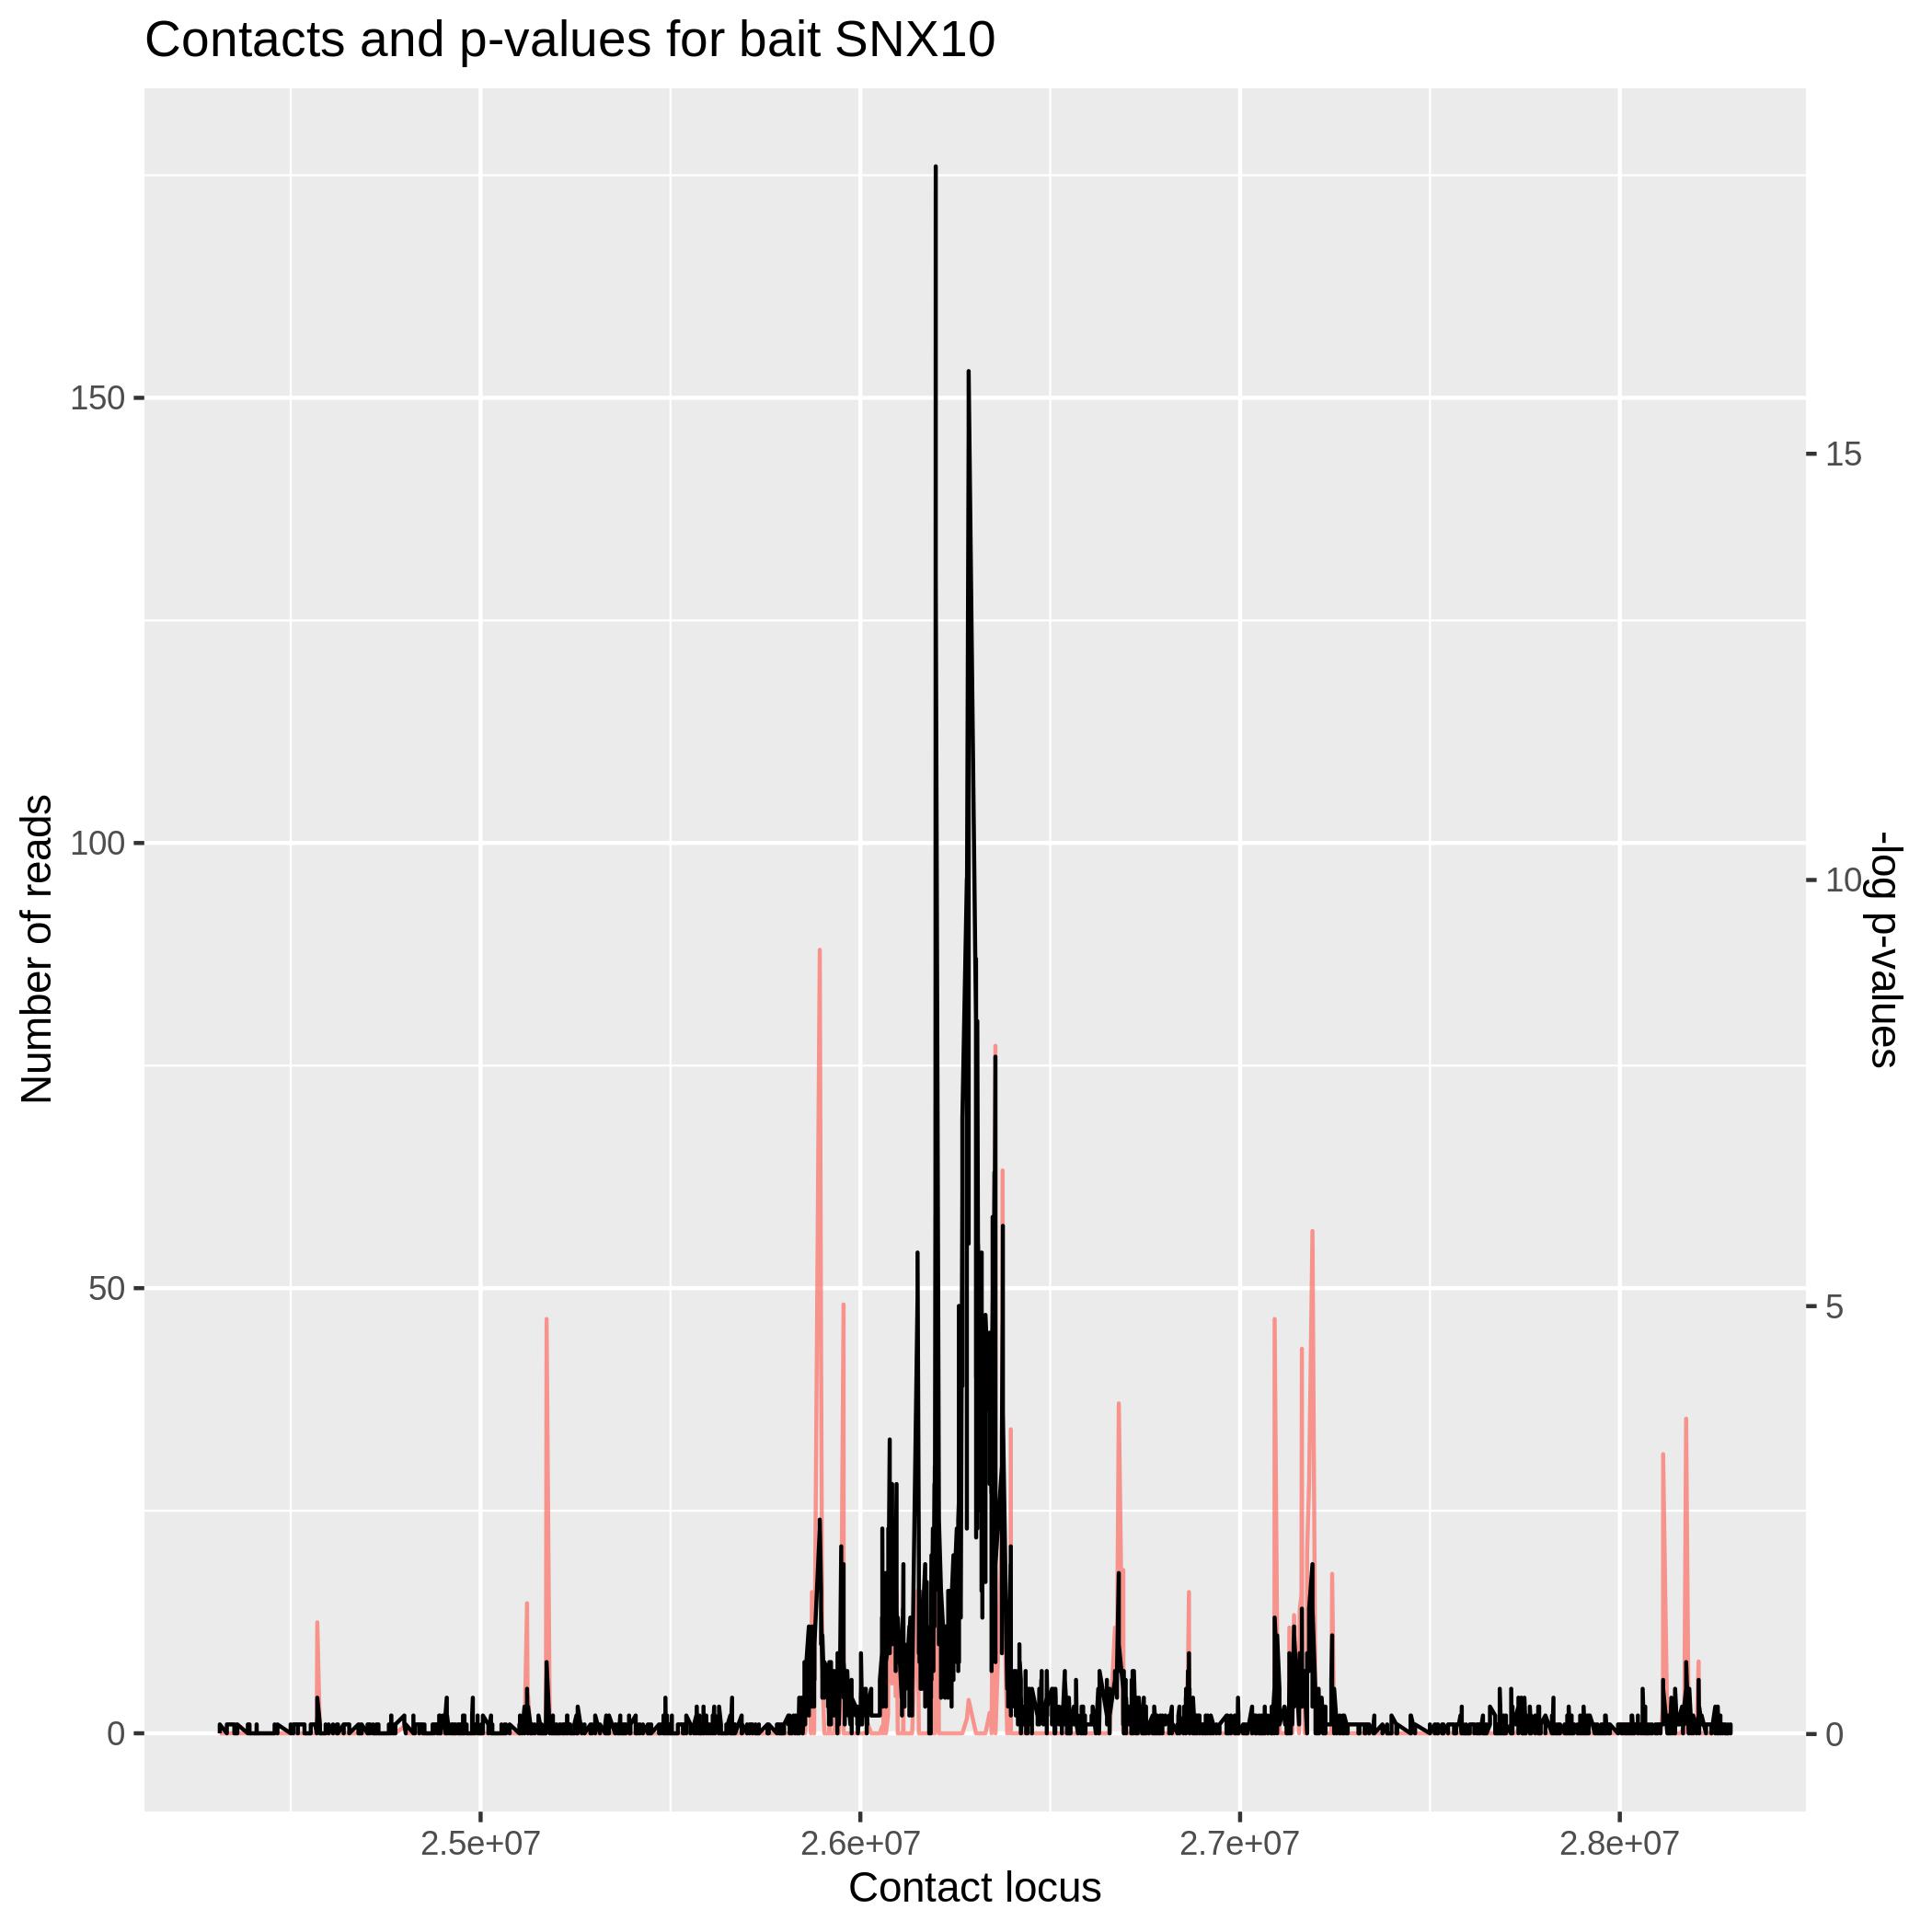 Contacts and p-values for bait SNX10
150
100
50
0
Number of reads
15
10
5
0
-log p-values
2.5e+07
2.6e+07
2.7e+07
2.8e+07
Contact locus